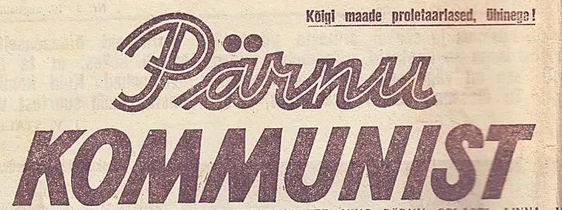 Kõigi maade proletaarlased, ühinege!
Pärnu
KOMMUNIST